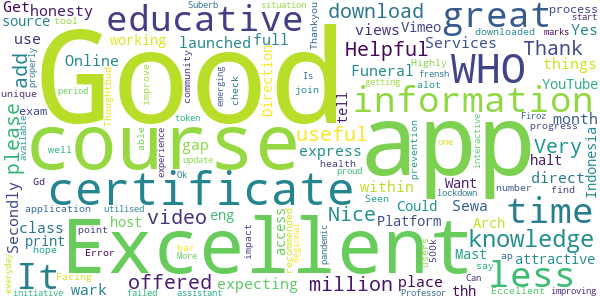 Get honesty
source tool
use
working
educative
Suberb
situation
download
Thankyou
great
process
start
add
Online
improve
launched
full
Thoughtbud
community
Direction
views
Vimeo
Services
Helpful
Funeral
Highly
frensh
getting
alot
Yes
downloaded
marks
Thank
things
YouTube
Is
join
emerging
check
Good
WHO
information
app
course
unique
period
please
exam
available
properly
token
able
gap
experience
update
useful
express
tell
health
prevention
proud
interactive
one
Very
month
Firoz
progress
Indonesia
halt
direct
Secondly
well
Ok
certificate
Nice
within
Want
lockdown
Seen
number
find
time
Gd
application
utilised
class
print
point
Error
It
hope
everyday
initiative
wark
Facing
failed
host
video
eng
bar
More
assistant
offered
impact
access
expecting
recommended
Regional
million
pandemic
Could
Sewa
Platform
Arch
users
500k
place
Professor
thh
Mast
ap
say
Can
Eccellent
improving
attractive
knowledge
less
Excellent